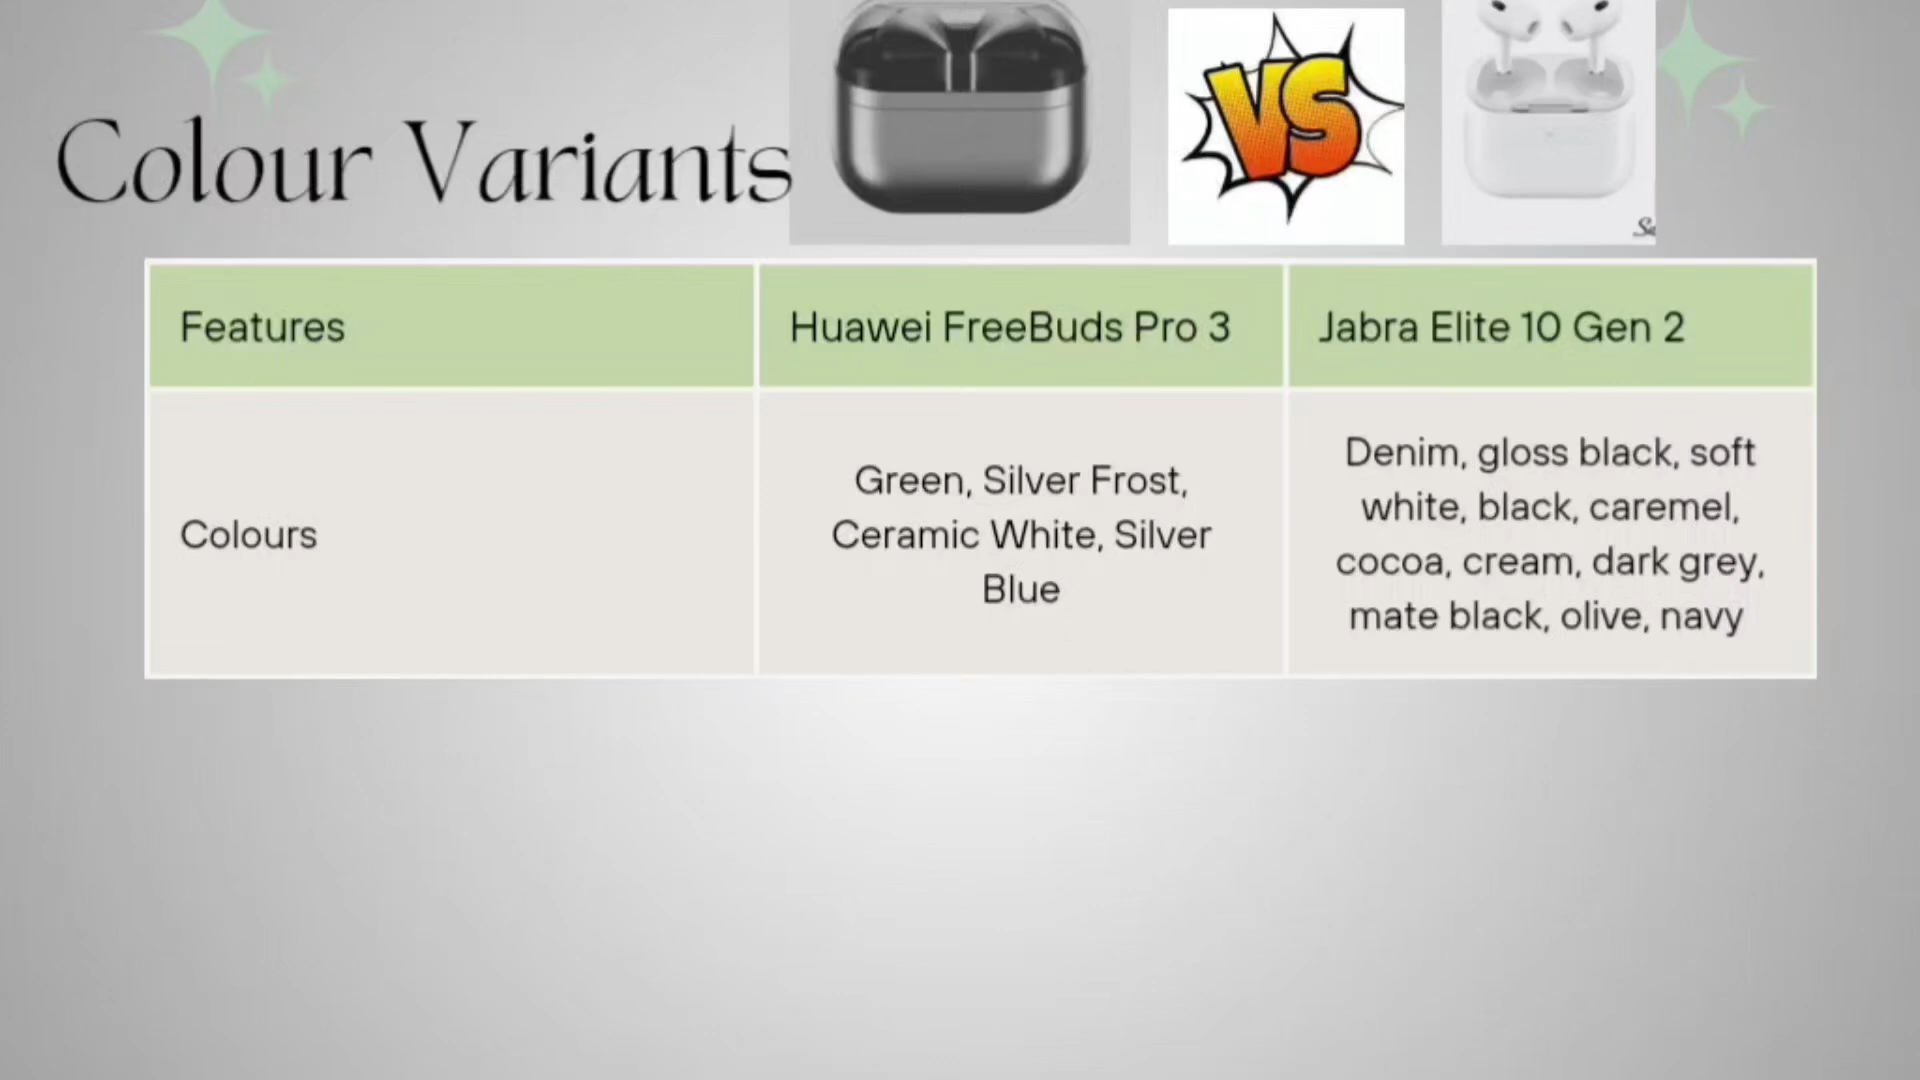 Colour Variants
VS
Features
Huawei FreeBuds Pro 3
Jabra Elite 10 Gen 2
Colours
Green, Silver Frost,
Ceramic White, Silver
Blue
Denim, gloss black, soft
white, black, caremel,
cocoa, cream, dark grey,
mate black, olive, navy